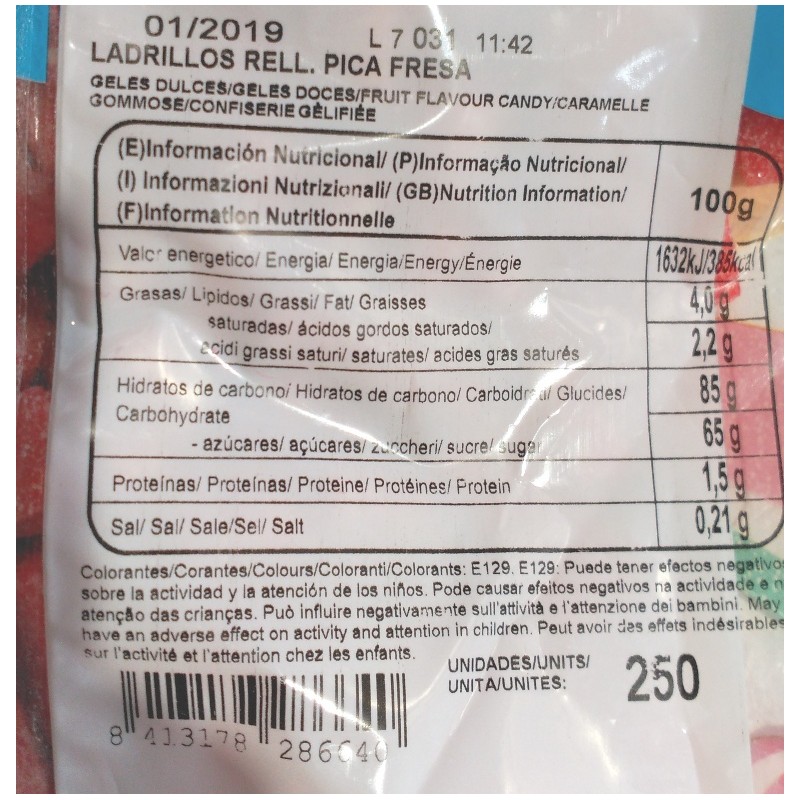 01/2019 L 7 031 11:42
LADRILLOS RELL. PICA FRESA
GELES DULCES/GELES DOCES/FRUIT FLAVOUR CANDY/CARAMELLE
GOMMOSE/CONFISERIE GÈLIFIÉE
(E)Información Nutricional/ (P)Informação Nutricional/
(I) Informazioni Nutrizionali/ (GB)Nutrition Information/
(F)Information Nutritionnelle
100g
Valor energetico/ Energia/ Energia/Energy/Énergie 1632kJ/385kcal
Grasas/ Lipidos/ Grassi/ Fat/ Graisses 4,0 g
saturadas/ ácidos gordos saturados/
acidi grassi saturi/ saturates/ acides gras saturés 2,2 g
Hidratos de carbono/ Hidratos de carbono/ Carboidrati/ Glucides/ 85 g
Carbohydrate
- azúcares/ açúcares/ zuccheri/ sucre/ sugar 65 g
Proteínas/ Proteínas/ Proteine/ Protéines/ Protein 1,5 g
Sal/ Sal/ Sale/Sel/ Salt 0,21 g
Colorantes/Corantes/Colours/Coloranti/Colorants: E129. E129: Puede tener efectos negativo
sobre la actividad y la atención de los niños. Pode causar efeitos negativos na actividade e n
atenção das crianças. Può influire negativamente sull'attività e l'attenzione dei bambini. May
have an adverse effect on activity and attention in children. Peut avoir des effets indésirables
sur l'activité et l'attention chez les enfants.
UNIDADES/UNITS/
UNITA/UNITES: 250
8 413178 286640